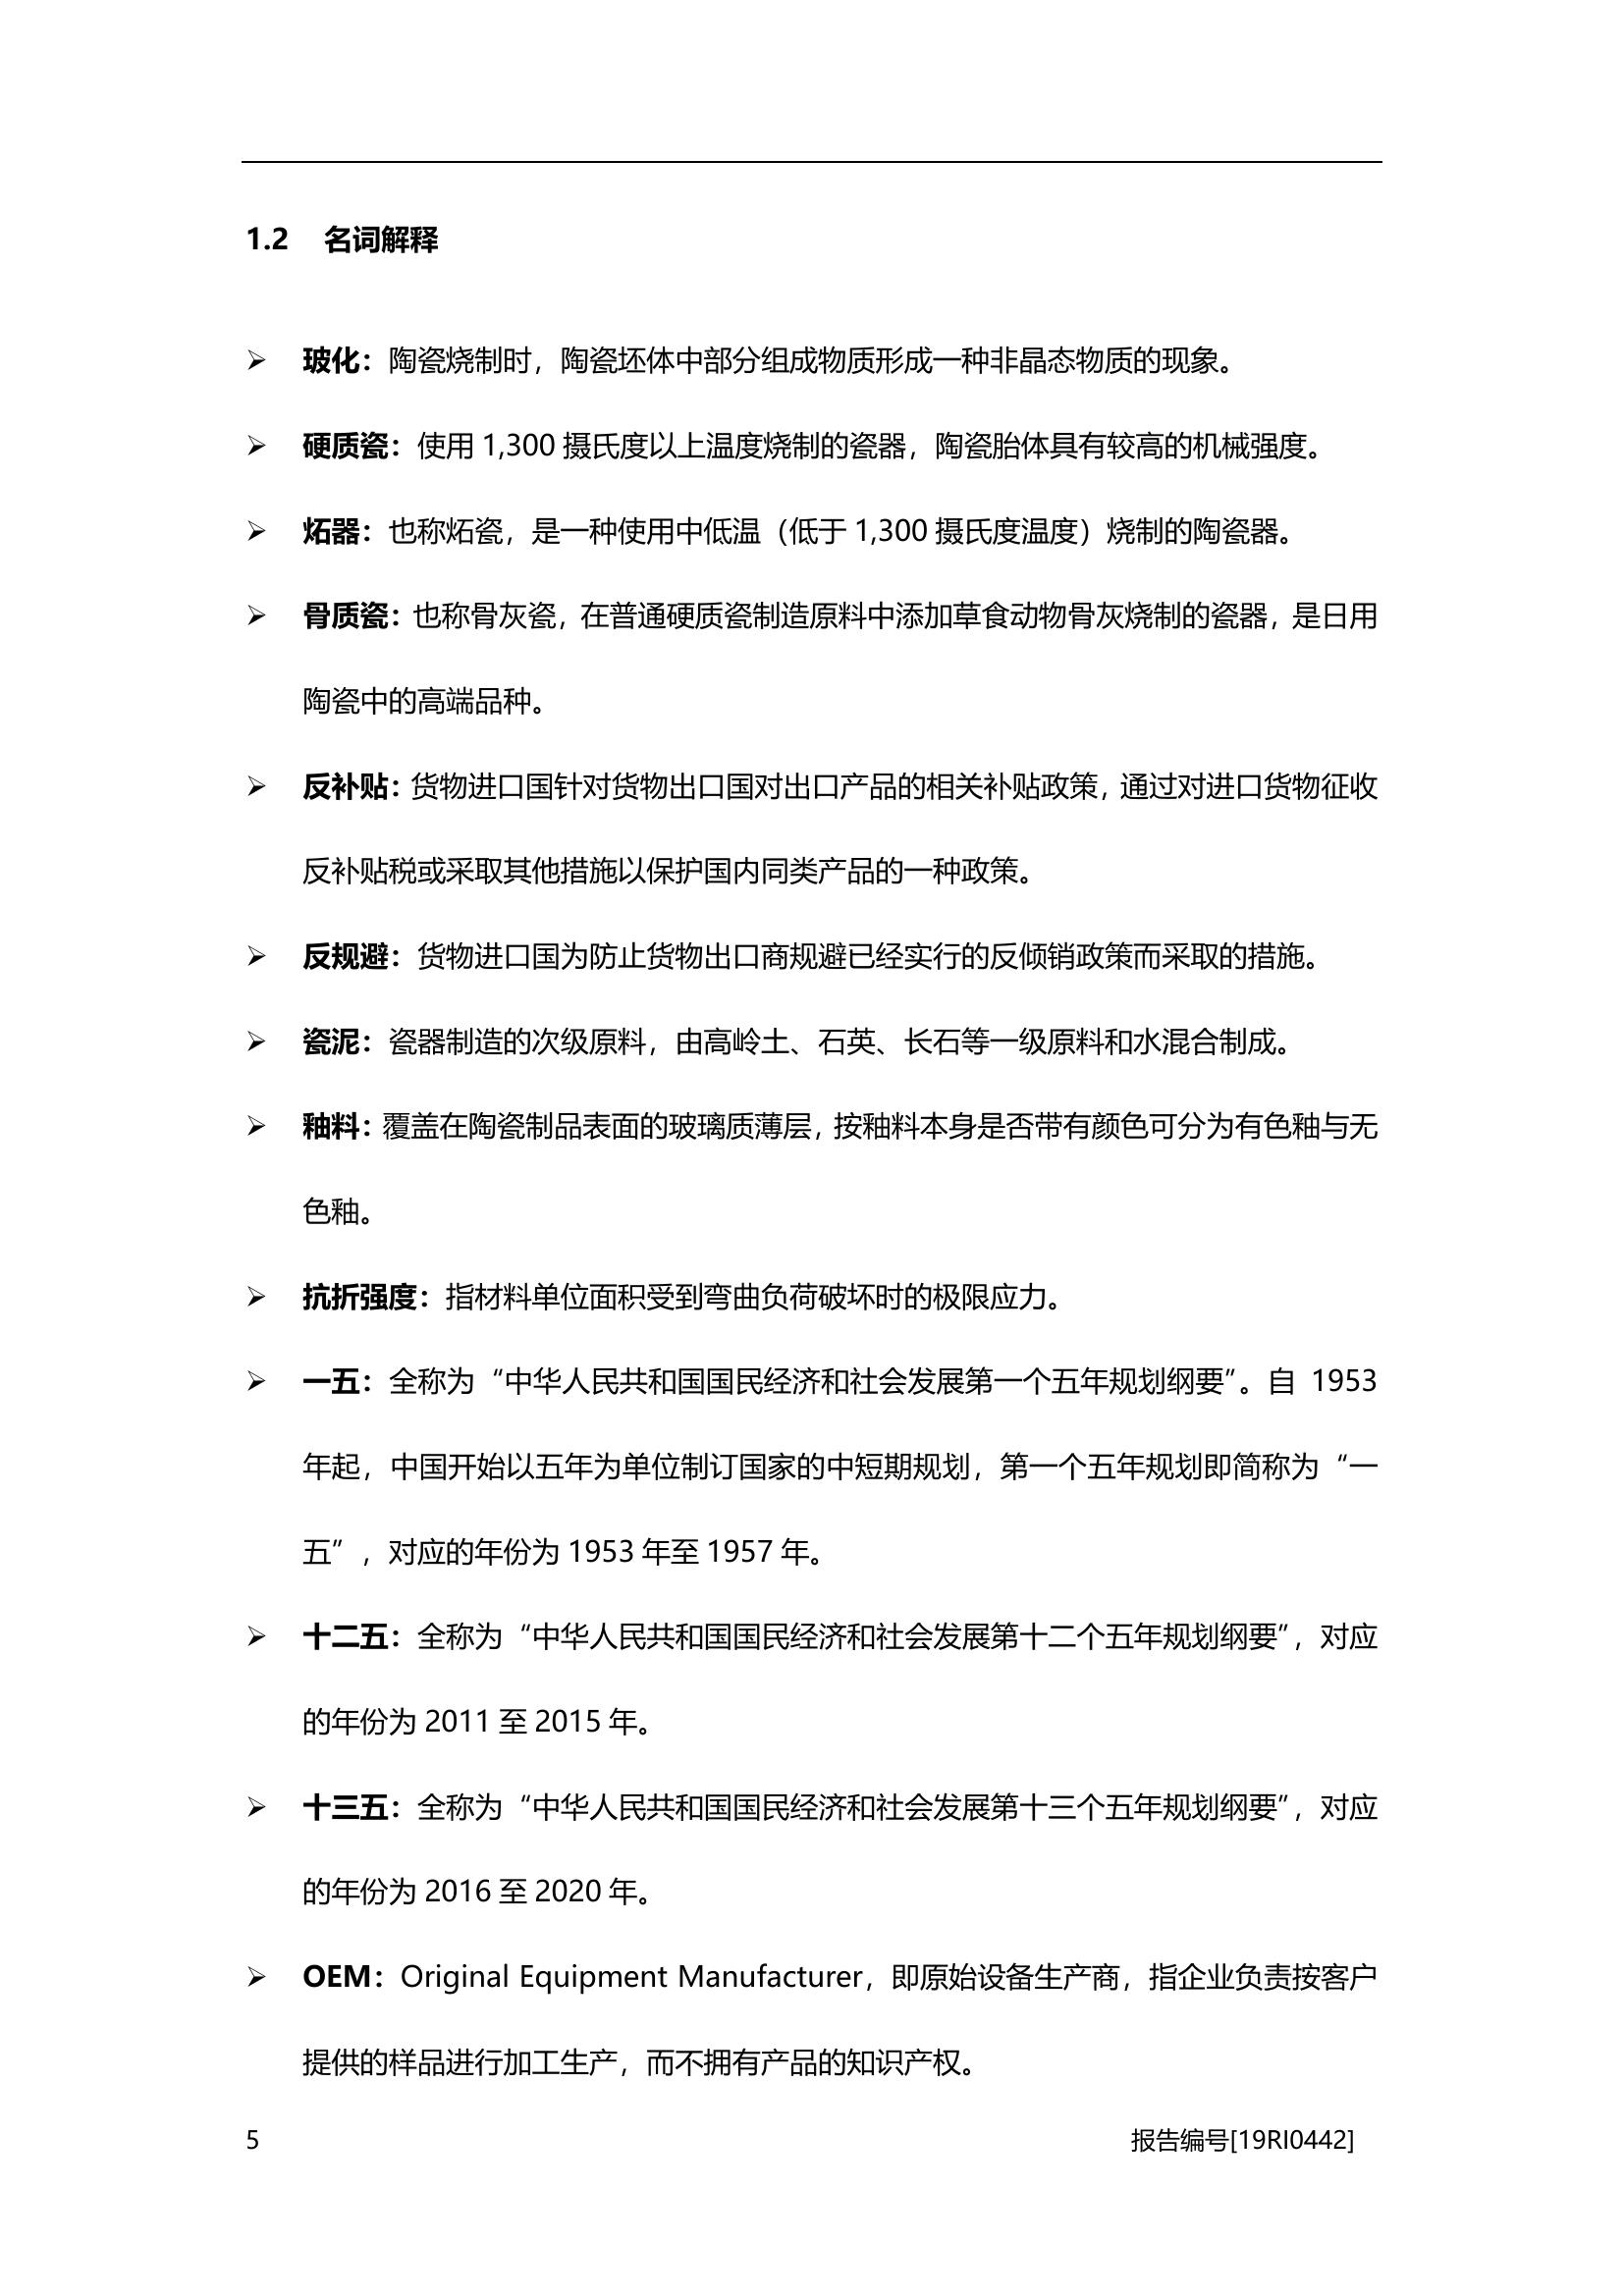 1.2 名词解释
➢ 玻化：陶瓷烧制时，陶瓷坯体中部分组成物质形成一种非晶态物质的现象。
➢ 硬质瓷：使用 1,300 摄氏度以上温度烧制的瓷器，陶瓷胎体具有较高的机械强度。
➢ 炻器：也称炻瓷，是一种使用中低温（低于 1,300 摄氏度温度）烧制的陶瓷器。
➢ 骨质瓷：也称骨灰瓷，在普通硬质瓷制造原料中添加草食动物骨灰烧制的瓷器，是日用
陶瓷中的高端品种。
➢ 反补贴：货物进口国针对货物出口国对出口产品的相关补贴政策，通过对进口货物征收
反补贴税或采取其他措施以保护国内同类产品的一种政策。
➢ 反规避：货物进口国为防止货物出口商规避已经实行的反倾销政策而采取的措施。
➢ 瓷泥：瓷器制造的次级原料，由高岭土、石英、长石等一级原料和水混合制成。
➢ 釉料：覆盖在陶瓷制品表面的玻璃质薄层，按釉料本身是否带有颜色可分为有色釉与无
色釉。
➢ 抗折强度：指材料单位面积受到弯曲负荷破坏时的极限应力。
➢ 一五：全称为“中华人民共和国国民经济和社会发展第一个五年规划纲要”。自 1953
年起，中国开始以五年为单位制订国家的中短期规划，第一个五年规划即简称为“一
五”，对应的年份为 1953 年至 1957 年。
➢ 十二五：全称为“中华人民共和国国民经济和社会发展第十二个五年规划纲要”，对应
的年份为 2011 至 2015 年。
➢ 十三五：全称为“中华人民共和国国民经济和社会发展第十三个五年规划纲要”，对应
的年份为 2016 至 2020 年。
➢ OEM：Original Equipment Manufacturer，即原始设备生产商，指企业负责按客户
提供的样品进行加工生产，而不拥有产品的知识产权。
5 报告编号[19RI0442]